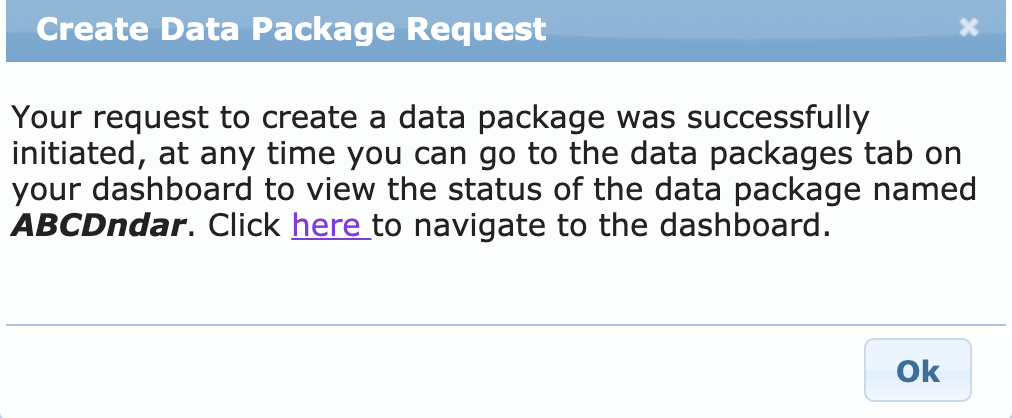 Create Data Package Request
Your request to create a data package was successfully
initiated, at any time you can go to the data packages tab on
your dashboard to view the status of the data package named
ABCDndar. Click here to navigate to the dashboard.
Ok